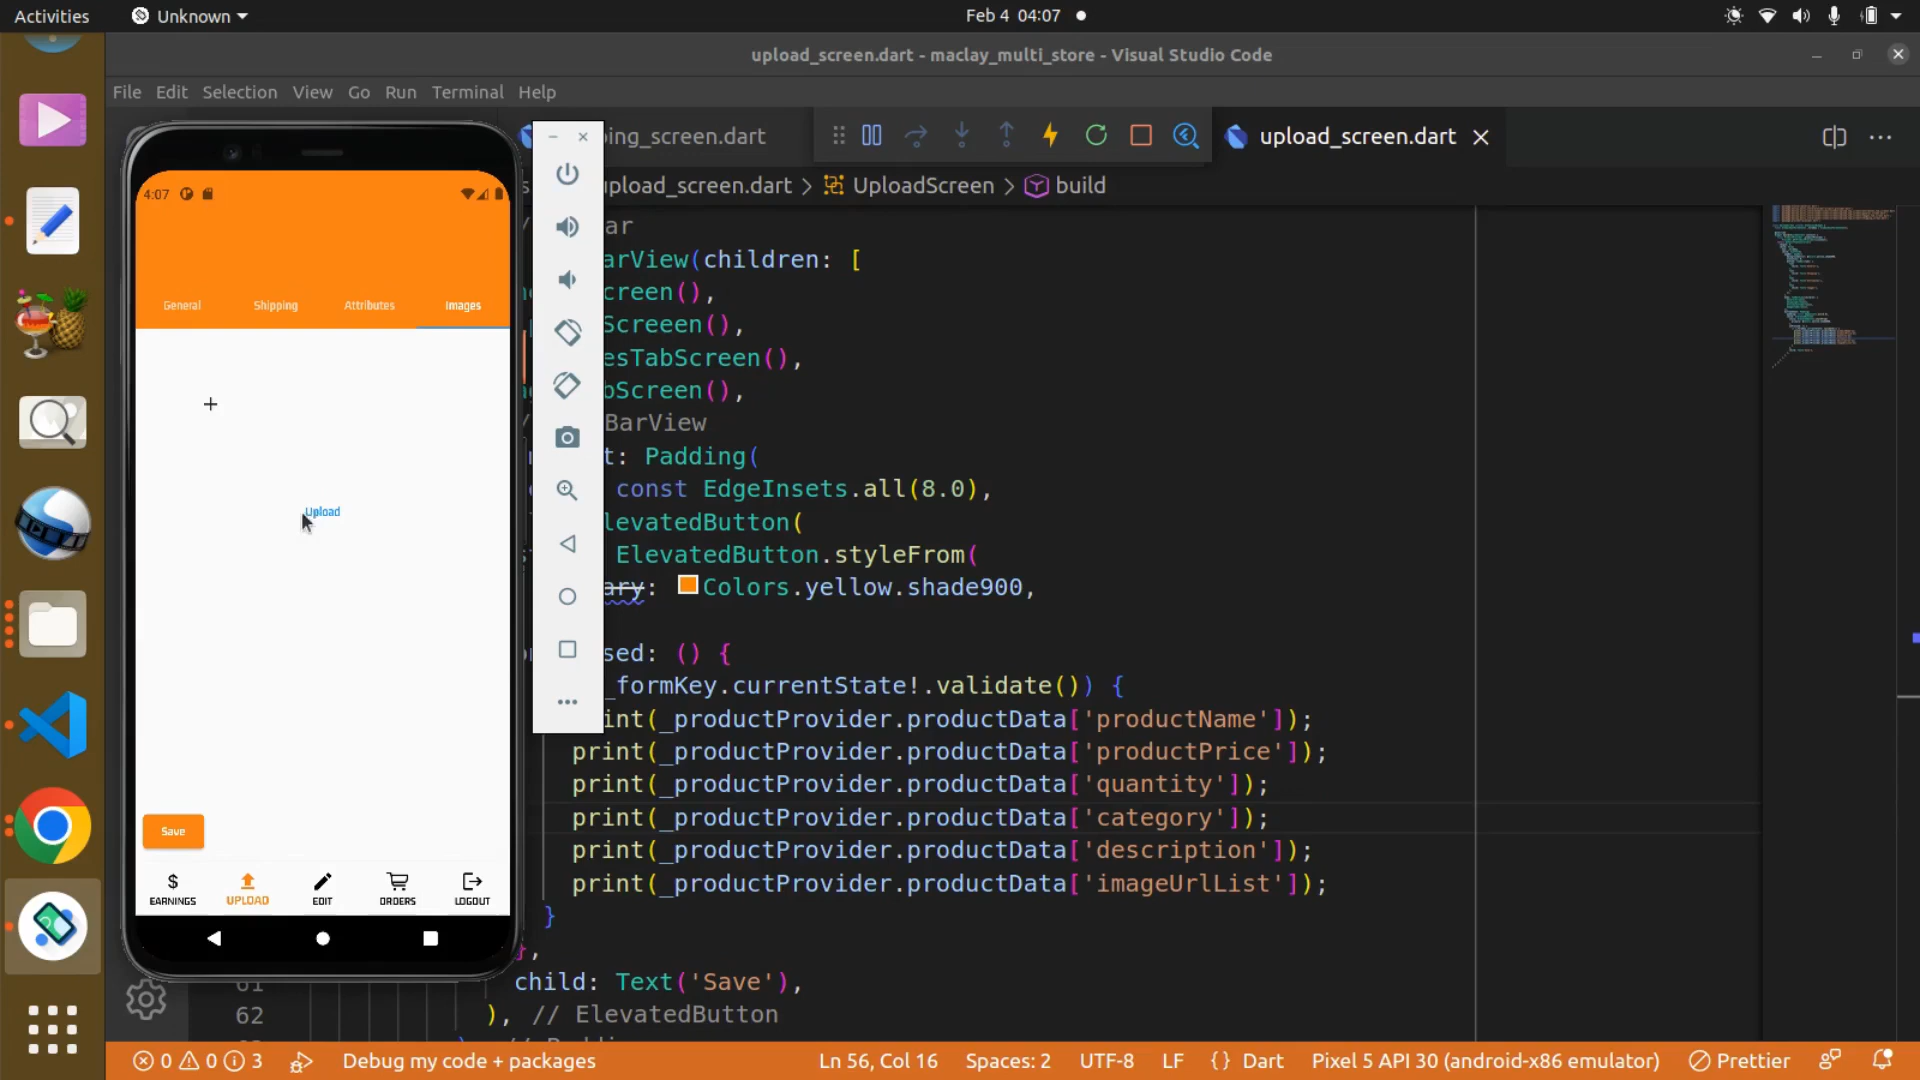 Activities
Unknown
Feb 4 04:07
upload_screen.dart - maclay_multi_store - Visual Studio Code
File Edit Selection View Go Run Terminal Help
ing_screen.dart
upload_screen.dart
upload_screen.dart > UploadScreen > build
4:07
General Shipping Attributes Images
+
Upload
Save
EARNINGS UPLOAD EDIT ORDERS LOGOUT
ar
arView(children: [
creen(),
Screeen(),
esTabScreen(),
bScreen(),
BarView
t: Padding(
const EdgeInsets.all(8.0),
levatedButton(
ElevatedButton.styleFrom(
ary: Colors.yellow.shade900,
sed: () {
_formKey.currentState!.validate()) {
int(_productProvider.productData['productName']);
print(_productProvider.productData['productPrice']);
print(_productProvider.productData['quantity']);
print(_productProvider.productData['category']);
print(_productProvider.productData['description']);
print(_productProvider.productData['imageUrlList']);
}
},
61 child: Text('Save'),
62 ), // ElevatedButton
0 0 3 Debug my code + packages Ln 56, Col 16 Spaces: 2 UTF-8 LF {} Dart Pixel 5 API 30 (android-x86 emulator) Prettier